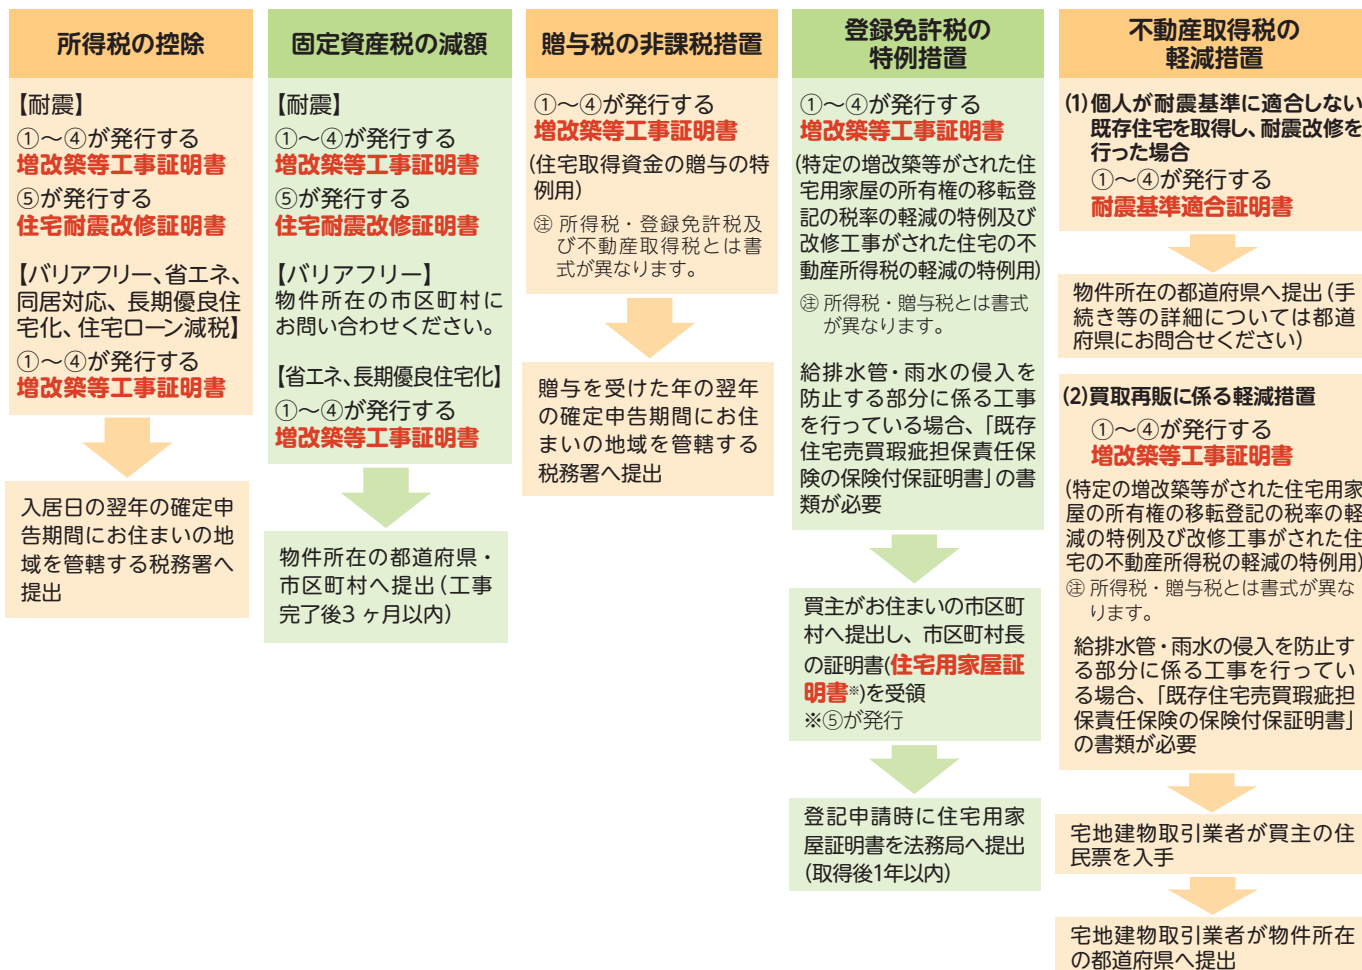 所得税の控除
【耐震】
①～④が発行する
増改築等工事証明書
⑤が発行する
住宅耐震改修証明書
【バリアフリー、省エネ、
同居対応、長期優良住
宅化、住宅ローン減税】
①～④が発行する
増改築等工事証明書
入居日の翌年の確定申
告期間にお住まいの地
域を管轄する税務署へ
提出
固定資産税の減額
【耐震】
①～④が発行する
増改築等工事証明書
⑤が発行する
住宅耐震改修証明書
【バリアフリー】
物件所在の市区町村に
お問い合わせください。
【省エネ、長期優良住宅化】
①～④が発行する
増改築等工事証明書
物件所在の都道府県・
市区町村へ提出（工事
完了後3ヶ月以内）
贈与税の非課税措置
①～④が発行する
増改築等工事証明書
(住宅取得資金の贈与の特
例用)
㊟所得税・登録免許税及
び不動産取得税とは書
式が異なります。
贈与を受けた年の翌年
の確定申告期間にお住
まいの地域を管轄する
税務署へ提出
登録免許税の
特例措置
①～④が発行する
増改築等工事証明書
(特定の増改築等がされた住
宅用家屋の所有権の移転登
記の税率の軽減の特例及び
改修工事がされた住宅の不
動産所得税の軽減の特例用)
㊟所得税・贈与税とは書式
が異なります。
給排水管・雨水の侵入を
防止する部分に係る工事
を行っている場合、「既存
住宅売買瑕疵担保責任保
険の保険付保証明書」の書
類が必要
買主がお住まいの市区町
村へ提出し、市区町村長
の証明書(住宅用家屋証
明書※)を受領
※⑤が発行
登記申請時に住宅用家
屋証明書を法務局へ提出
（取得後1年以内）
不動産取得税の
軽減措置
(1)個人が耐震基準に適合しない
既存住宅を取得し、耐震改修を
行った場合
①～④が発行する
耐震基準適合証明書
物件所在の都道府県へ提出（手
続き等の詳細については都道
府県にお問合せください）
(2)買取再販に係る軽減措置
①～④が発行する
増改築等工事証明書
(特定の増改築等がされた住宅用家
屋の所有権の移転登記の税率の軽
減の特例及び改修工事がされた住
宅の不動産所得税の軽減の特例用)
㊟所得税・贈与税とは書式が異な
ります。
給排水管・雨水の侵入を防止す
る部分に係る工事を行ってい
る場合、「既存住宅売買瑕疵担
保責任保険の保険付保証明書」
の書類が必要
宅地建物取引業者が買主の住
民票を入手
宅地建物取引業者が物件所在
の都道府県へ提出